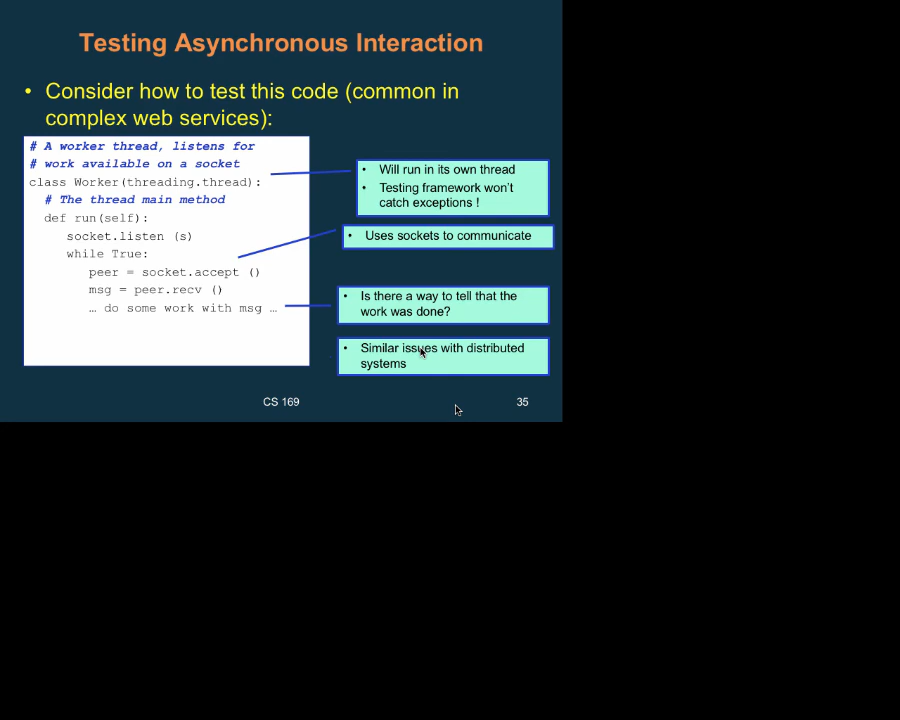 Testing Asynchronous Interaction
• Consider how to test this code (common in
complex web services):
# A worker thread, listens for
# work available on a socket
class Worker(threading.thread):
# The thread main method
def run(self):
socket.listen (s)
while True:
peer = socket.accept ()
msg = peer.recv ()
… do some work with msg …
• Will run in its own thread
• Testing framework won't
catch exceptions !
• Uses sockets to communicate
• Is there a way to tell that the
work was done?
• Similar issues with distributed
systems
CS 169
35